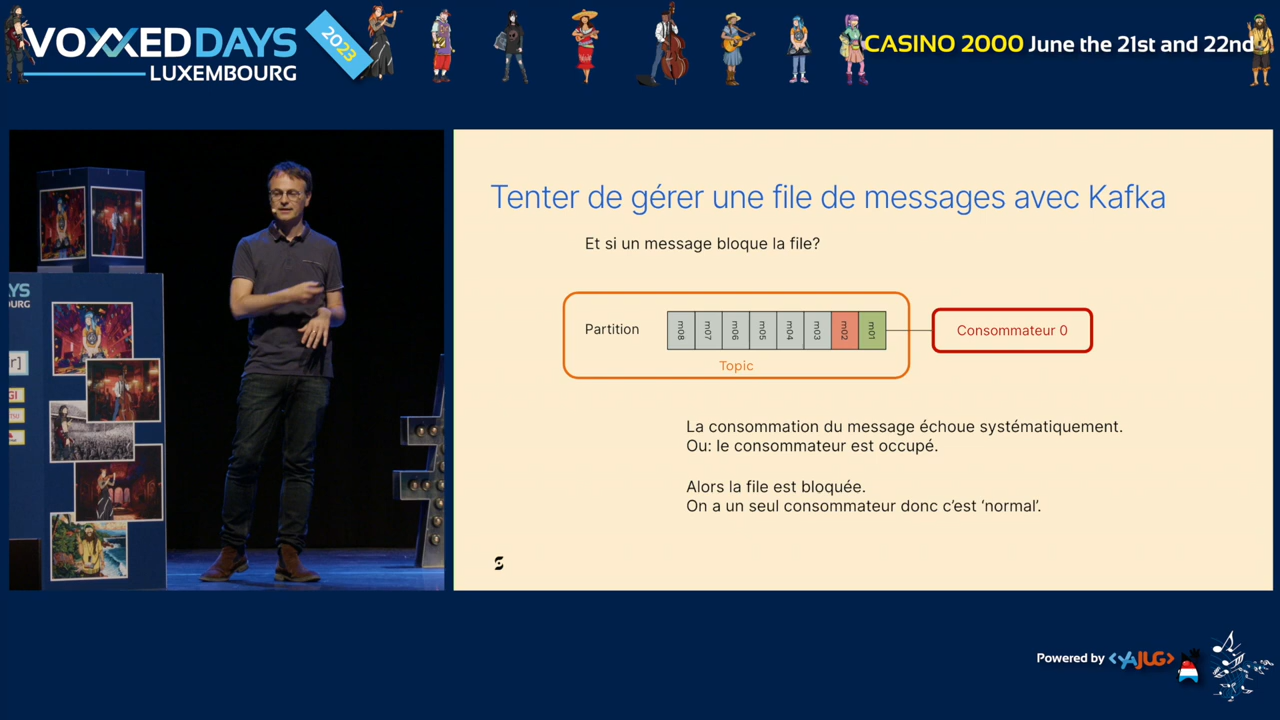 VOXXED DAYS
LUXEMBOURG
2023
CASINO 2000 June the 21st and 22nd
Tenter de gérer une file de messages avec Kafka
Et si un message bloque la file?
Partition
m08
m07
m06
m05
m04
m03
m02
m01
Consommateur 0
Topic
La consommation du message échoue systématiquement.
Ou: le consommateur est occupé.
Alors la file est bloquée.
On a un seul consommateur donc c'est ‘normal’.
Powered by <YAJUG>